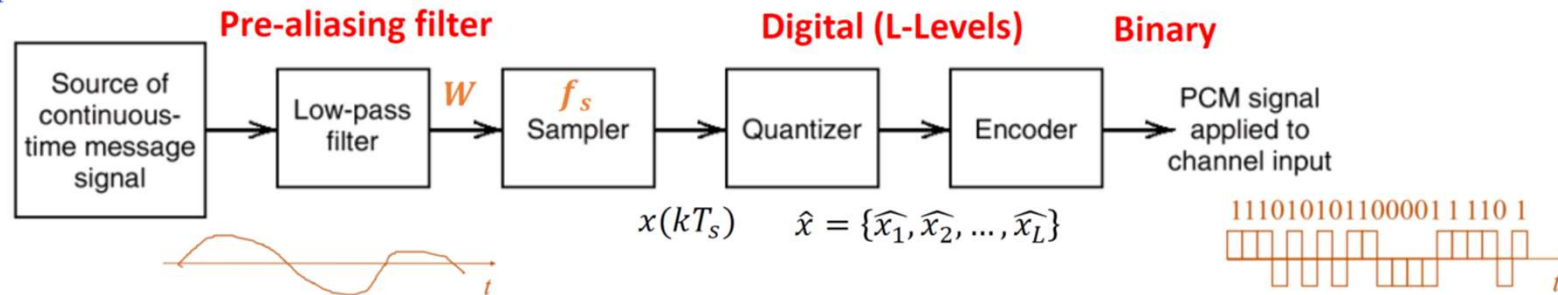 Pre-aliasing filter
Digital (L-Levels)
Binary
Source of
continuous-
time message
signal
Low-pass
filter
W
f_s
Sampler
Quantizer
Encoder
PCM signal
applied to
channel input
x(kT_s)
x̂ = {x̂_1, x̂_2, ..., x̂_L}
111010101100001 1 110 1
t
t